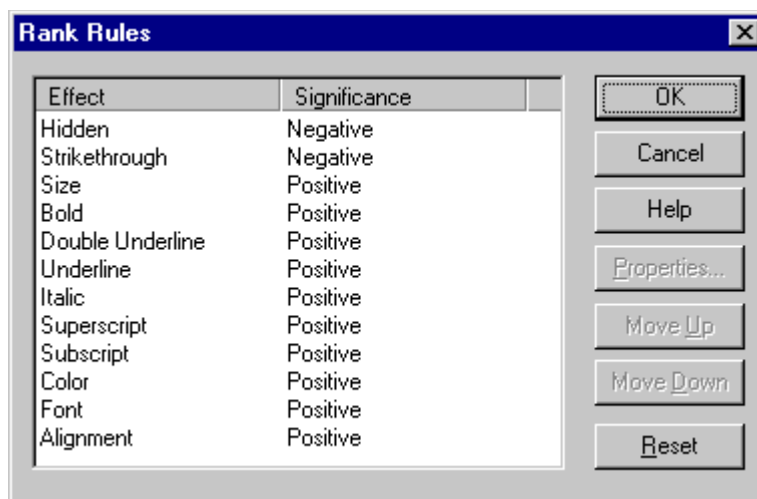 Rank Rules
Effect Significance
Hidden Negative
Strikethrough Negative
Size Positive
Bold Positive
Double Underline Positive
Underline Positive
Italic Positive
Superscript Positive
Subscript Positive
Color Positive
Font Positive
Alignment Positive
OK
Cancel
Help
Properties...
Move Up
Move Down
Reset